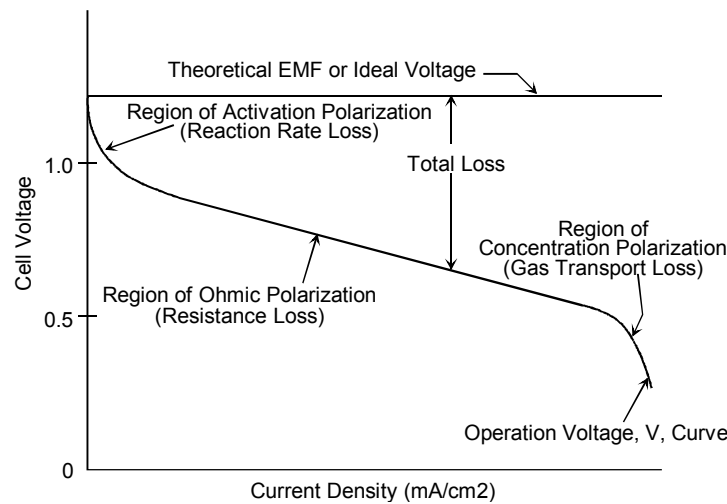 Theoretical EMF or Ideal Voltage
Region of Activation Polarization
(Reaction Rate Loss)
1.0
Total Loss
Region of
Concentration Polarization
(Gas Transport Loss)
Cell Voltage
Region of Ohmic Polarization
(Resistance Loss)
0.5
Operation Voltage, V, Curve
0
Current Density (mA/cm2)